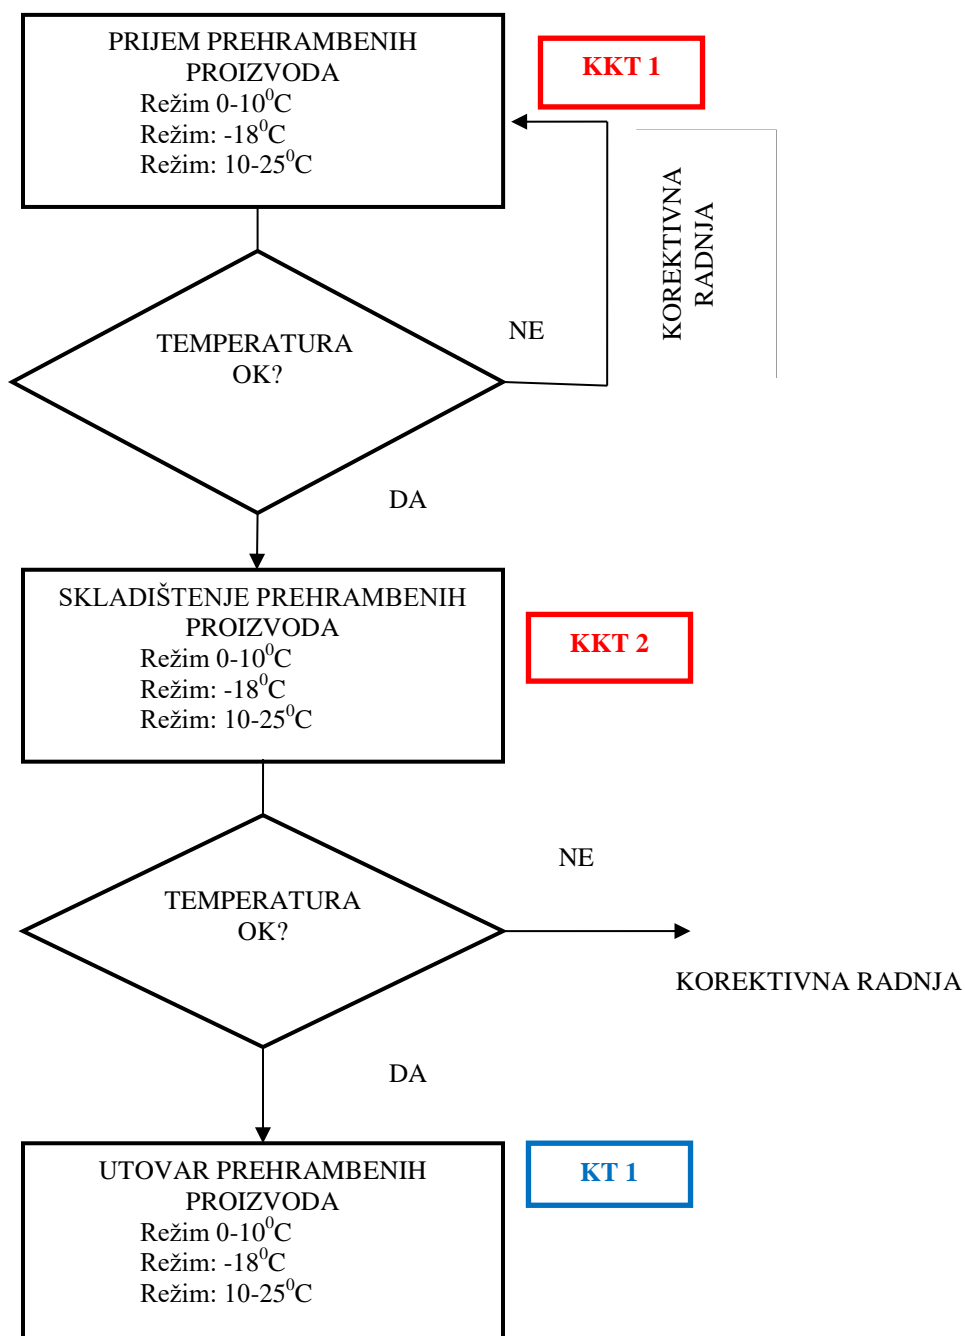 PRIJEM PREHRAMBENIH
PROIZVODA
Režim 0-10⁰C
Režim: -18⁰C
Režim: 10-25⁰C
KKT 1
KOREKTIVNA
RADNJA
TEMPERATURA
OK?
NE
DA
SKLADIŠTENJE PREHRAMBENIH
PROIZVODA
Režim 0-10⁰C
Režim: -18⁰C
Režim: 10-25⁰C
KKT 2
TEMPERATURA
OK?
NE
KOREKTIVNA RADNJA
DA
UTOVAR PREHRAMBENIH
PROIZVODA
Režim 0-10⁰C
Režim: -18⁰C
Režim: 10-25⁰C
KT 1